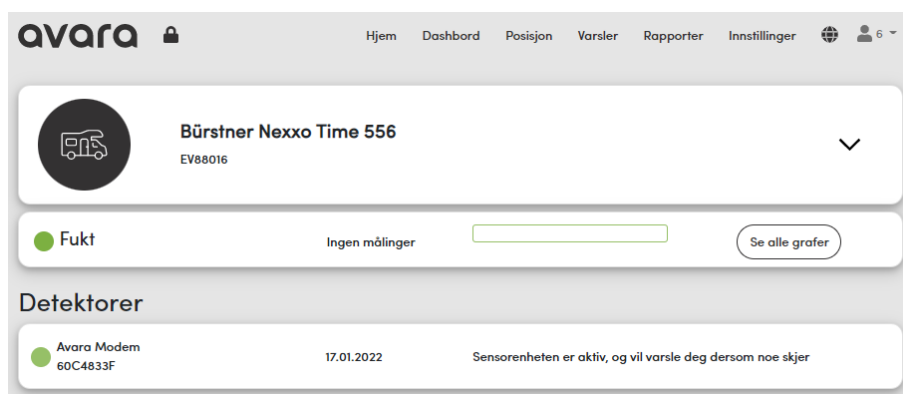 avara
Hjem Dashbord Posisjon Varsler Rapporter Innstillinger 6
Bürstner Nexxo Time 556
EV88016
Fukt Ingen målinger Se alle grafer
Detektorer
Avara Modem
60C4833F
17.01.2022 Sensorenheten er aktiv, og vil varsle deg dersom noe skjer